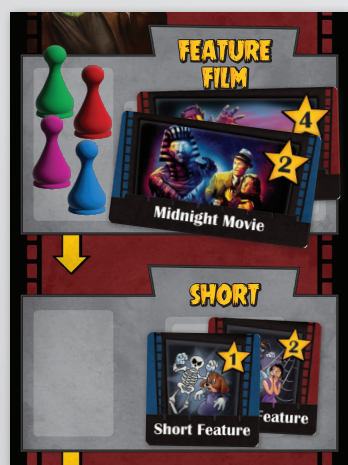 FEATURE
FILM
4
2
Midnight Movie
SHORT
1
2
Short Feature
Feature